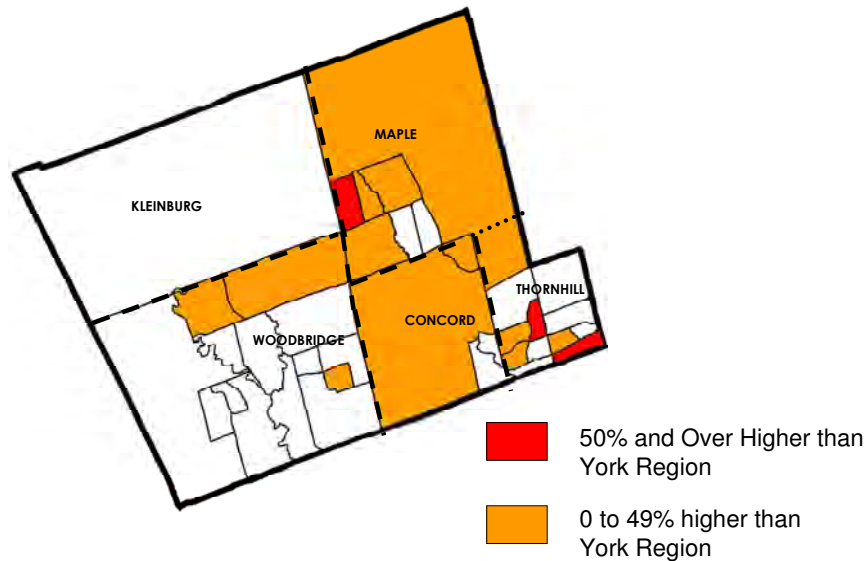 MAPLE
KLEINBURG
THORNHILL
CONCORD
WOODBRIDGE
50% and Over Higher than
York Region
0 to 49% higher than
York Region